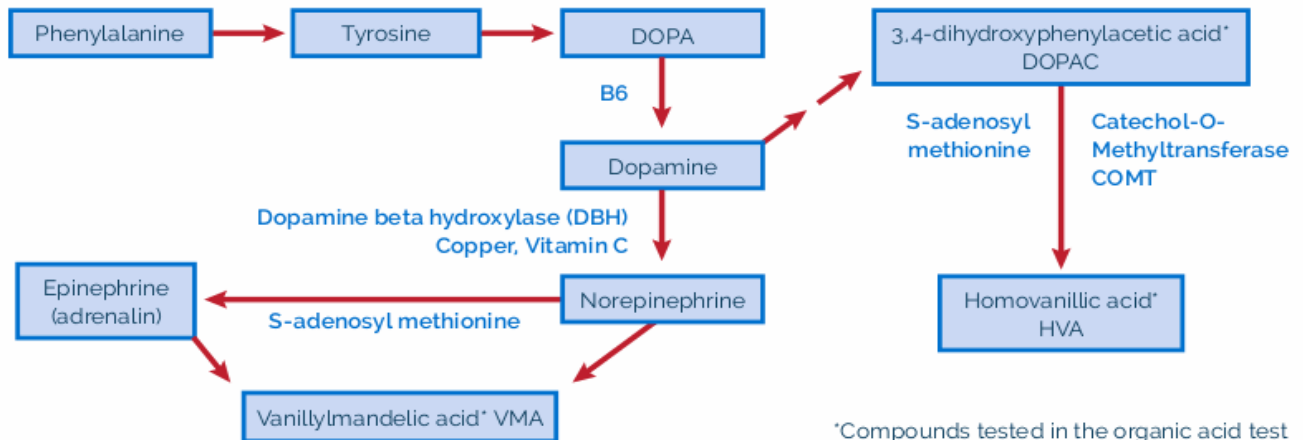 Phenylalanine
Tyrosine
DOPA
3,4-dihydroxyphenylacetic acid*
DOPAC
B6
S-adenosyl
methionine
Catechol-O-
Methyltransferase
COMT
Dopamine
Dopamine beta hydroxylase (DBH)
Copper, Vitamin C
Epinephrine
(adrenalin)
S-adenosyl methionine
Norepinephrine
Homovanillic acid*
HVA
Vanillylmandelic acid* VMA
*Compounds tested in the organic acid test